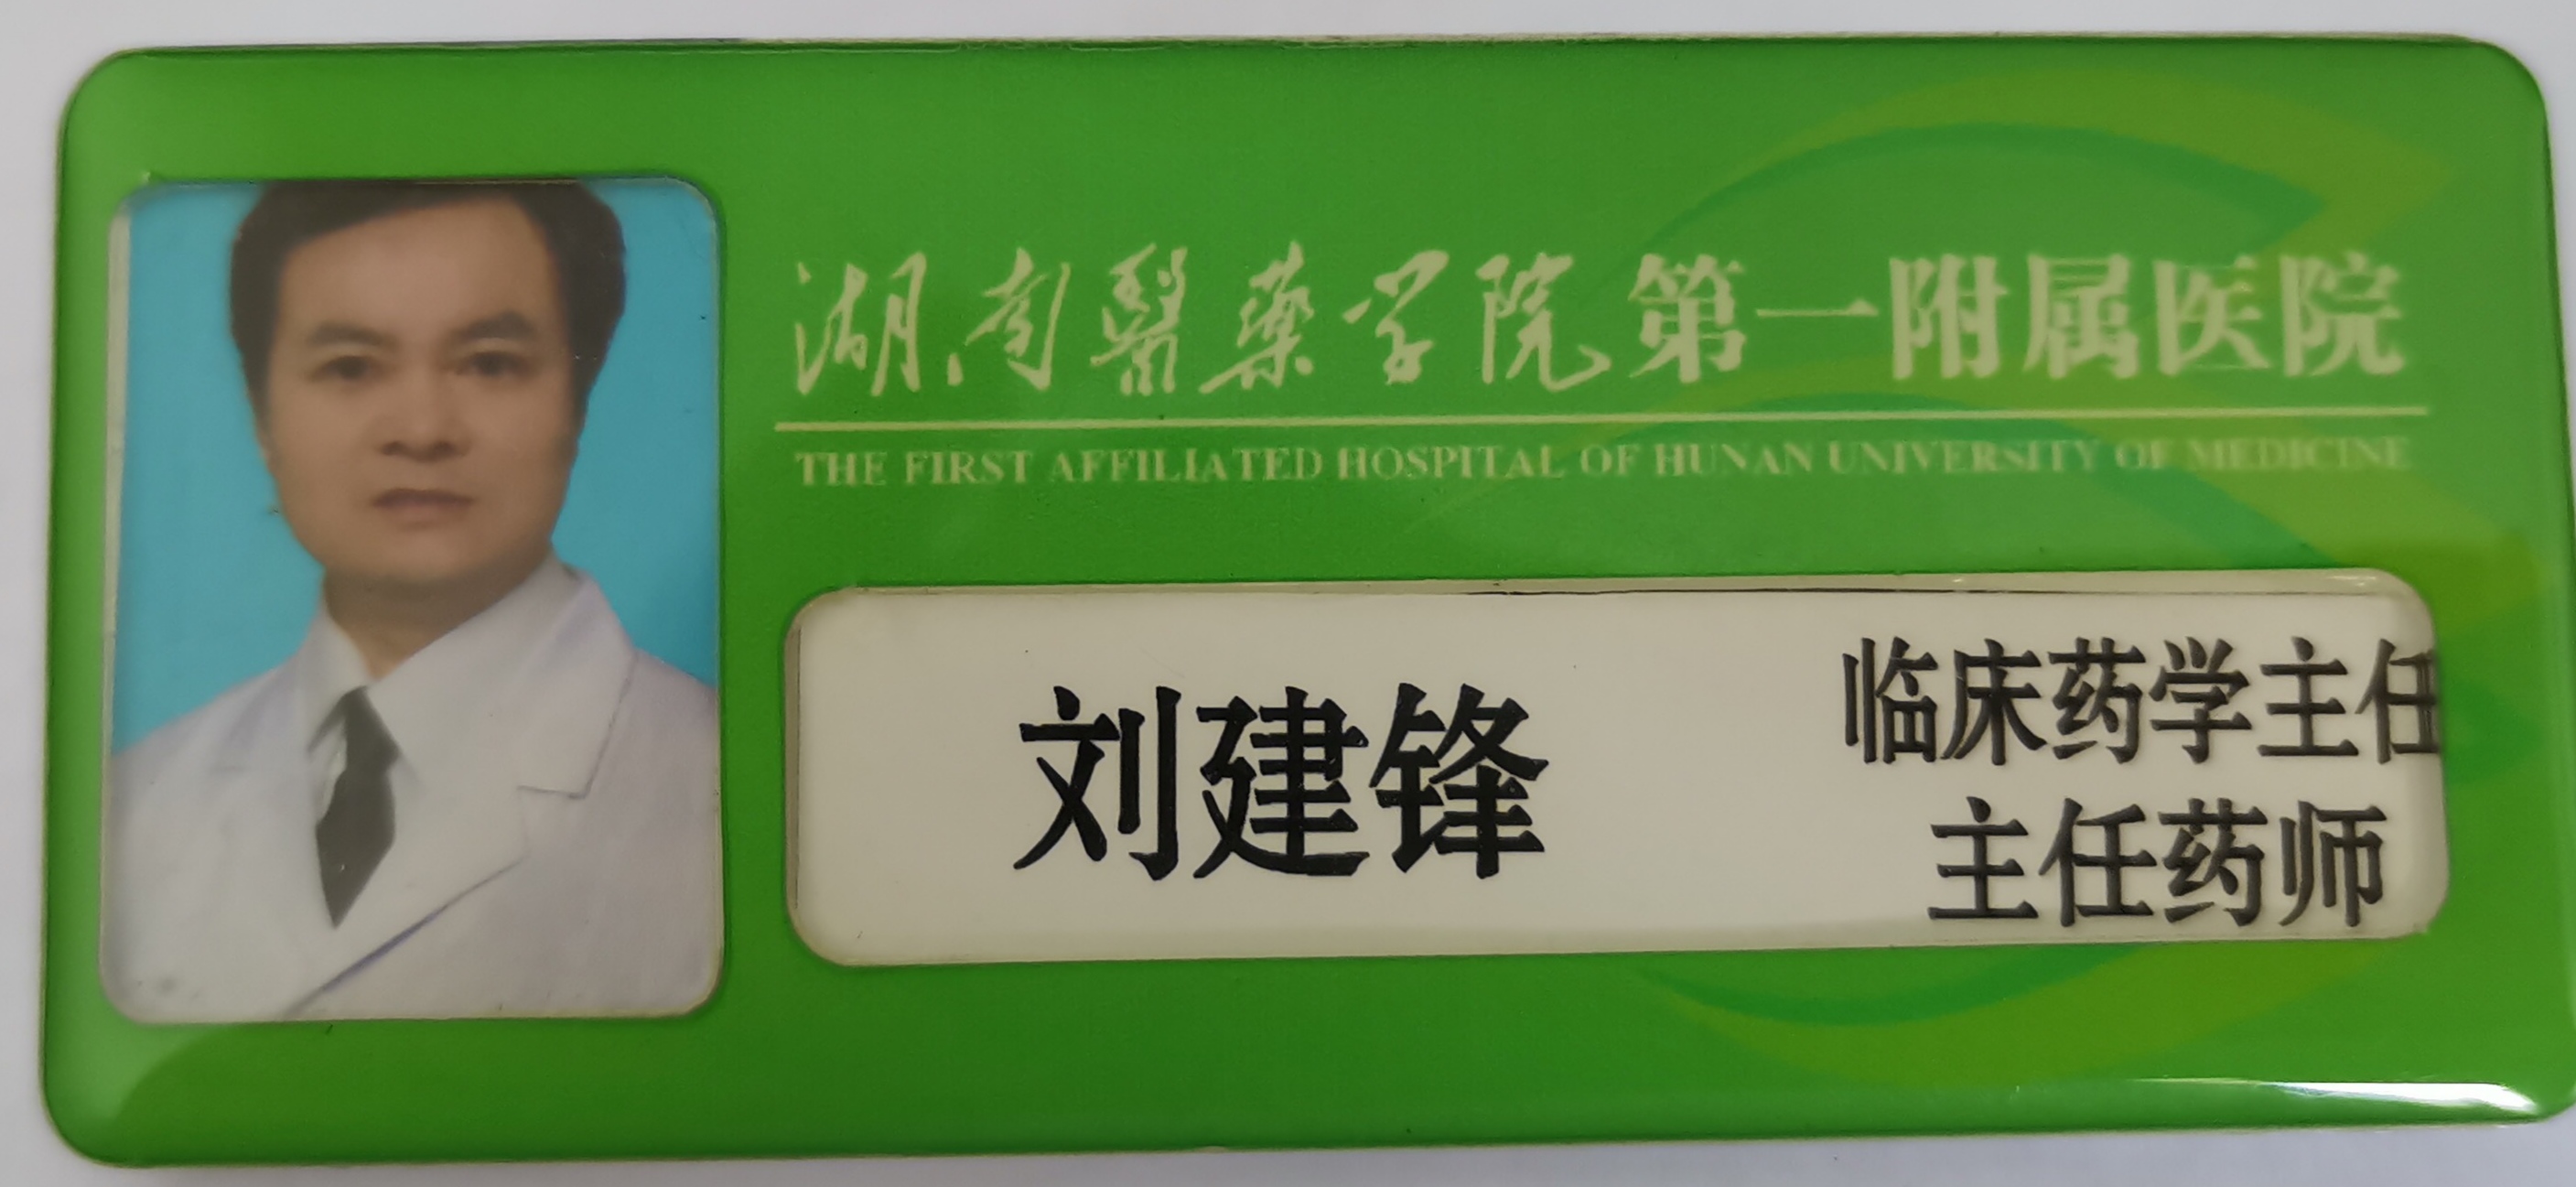 湖南醫藥学院第一附属医院
THE FIRST AFFILIATED HOSPITAL OF HUNAN UNIVERSITY OF MEDICINE
刘建锋
临床药学主任
主任药师